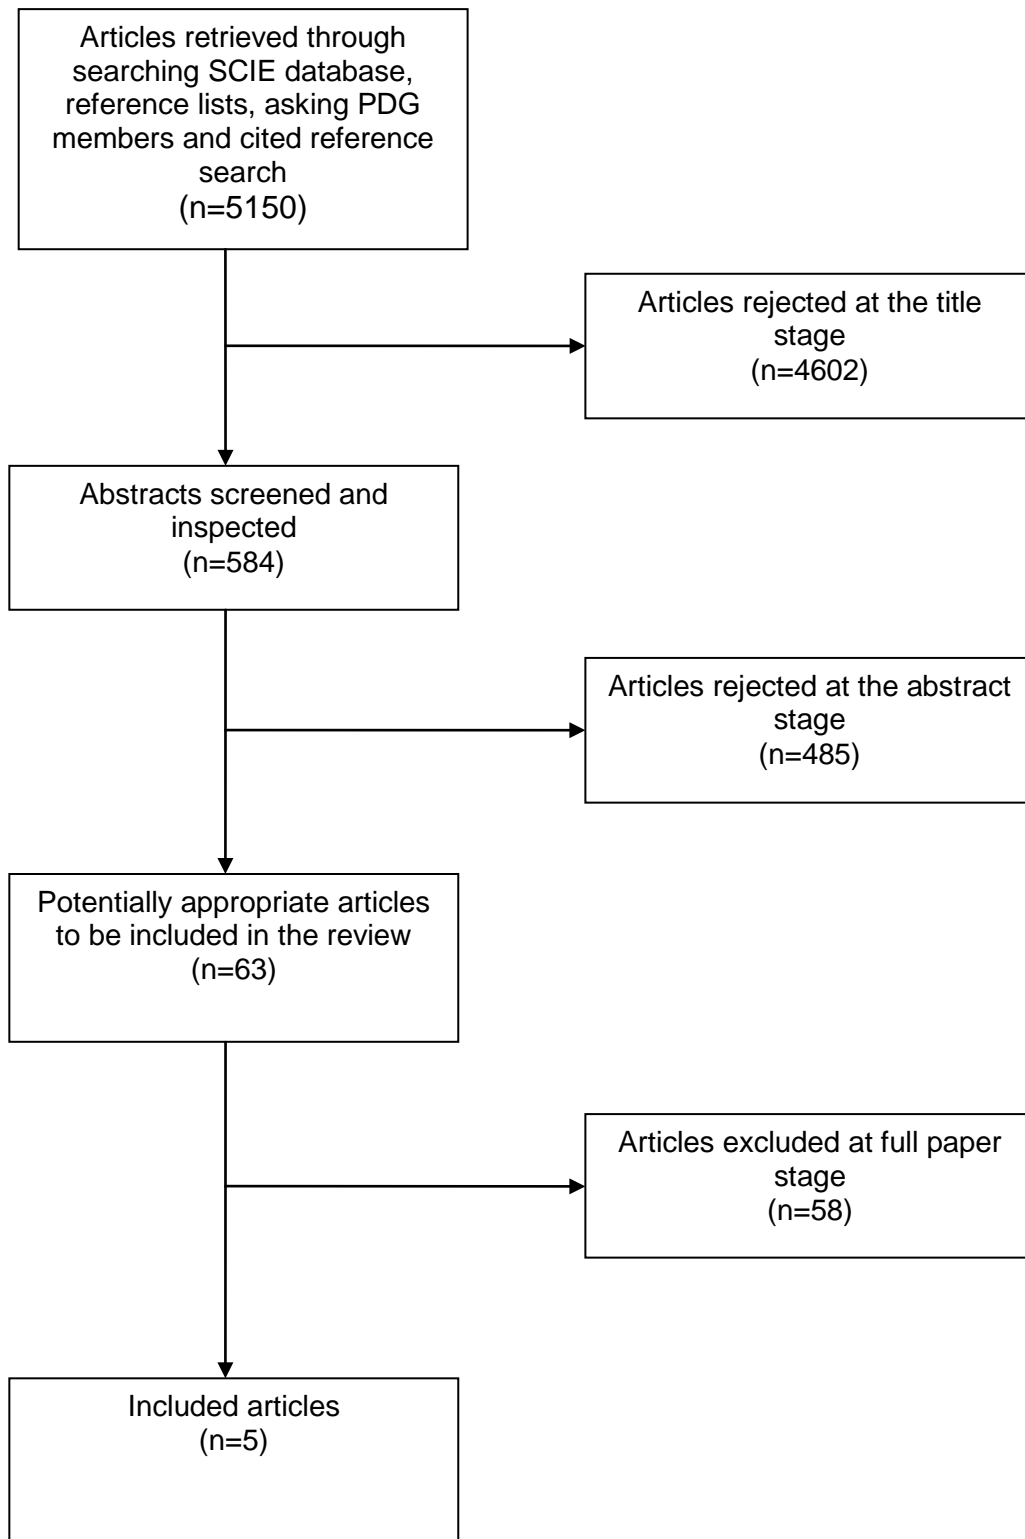 Articles retrieved through
searching SCIE database,
reference lists, asking PDG
members and cited reference
search
(n=5150)
Articles rejected at the title
stage
(n=4602)
Abstracts screened and
inspected
(n=584)
Articles rejected at the abstract
stage
(n=485)
Potentially appropriate articles
to be included in the review
(n=63)
Articles excluded at full paper
stage
(n=58)
Included articles
(n=5)